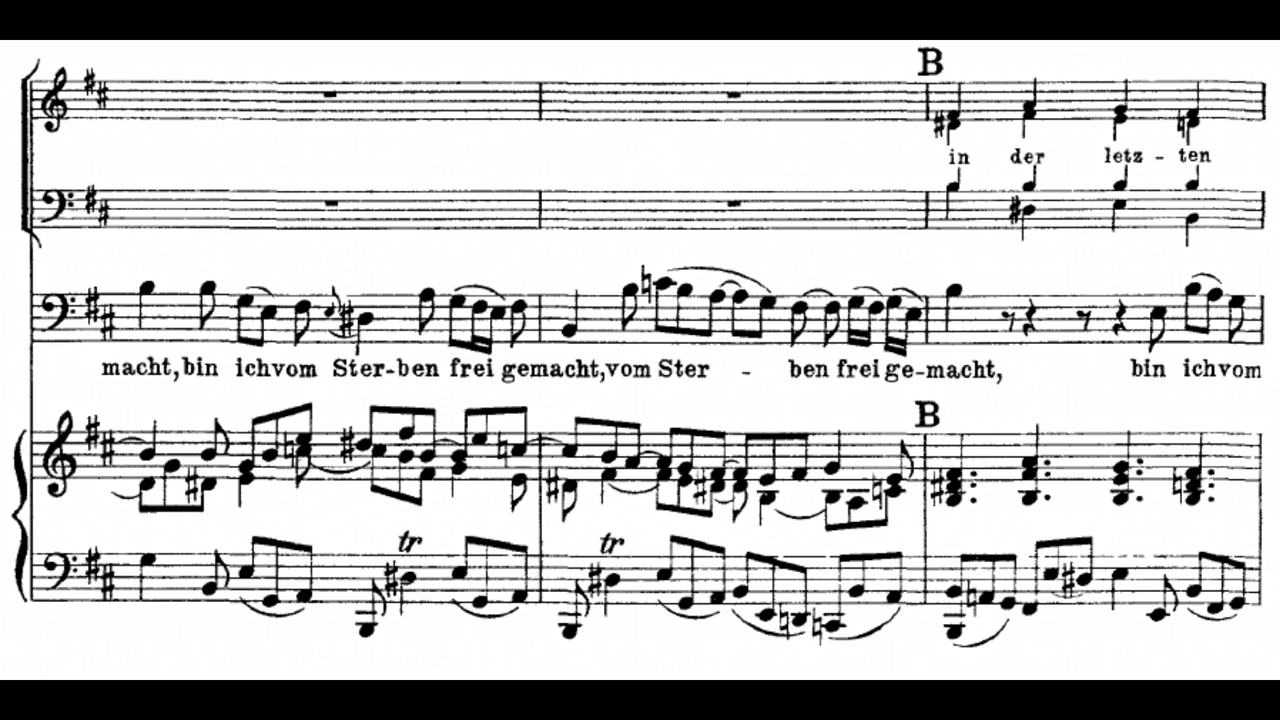 B
in der letz - ten
macht, bin ich vom Ster-ben frei gemacht, vom Ster - ben frei ge-macht, bin ich vom
B
tr tr